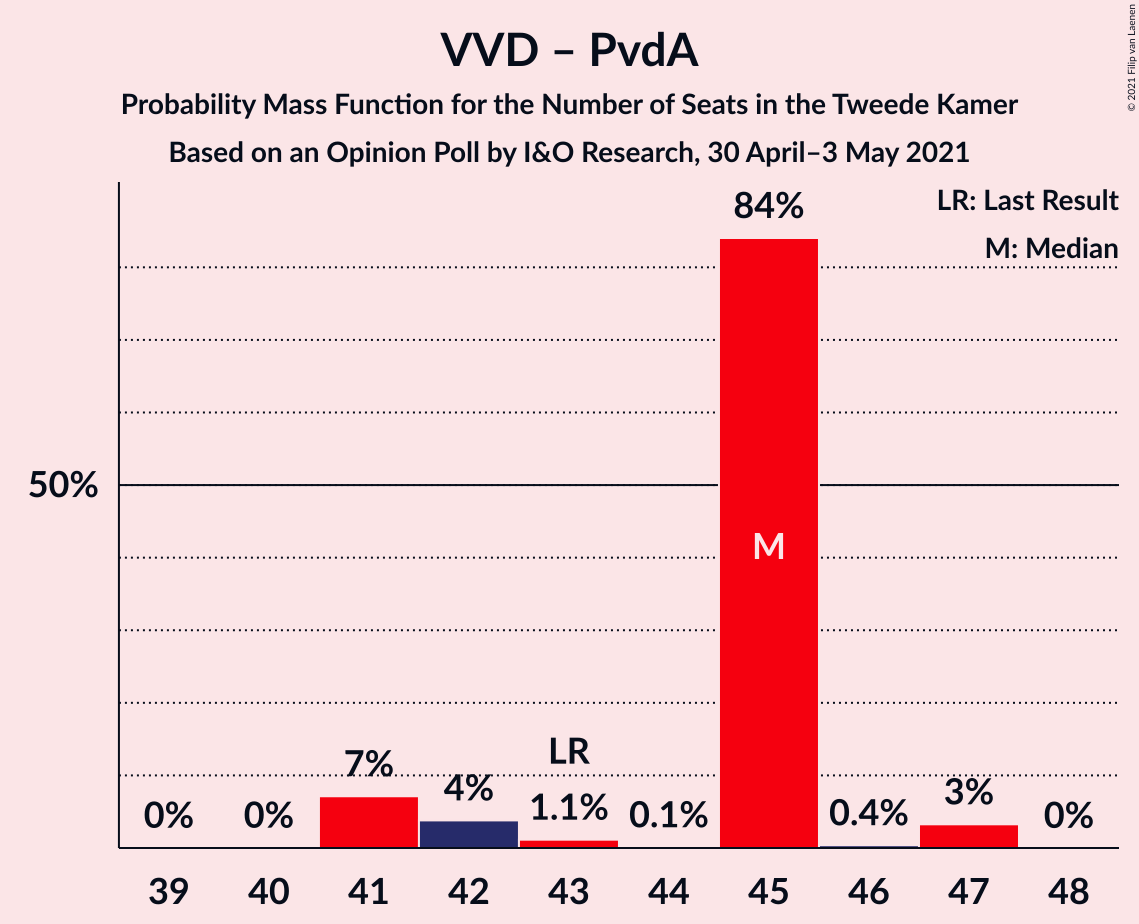 VVD – PvdA
Probability Mass Function for the Number of Seats in the Tweede Kamer
Based on an Opinion Poll by I&O Research, 30 April–3 May 2021
© 2021 Filip van Laenen
LR: Last Result
M: Median
84%
50%
M
LR
7%
4%
3%
0%
0%
1.1%
0.1%
0.4%
0%
39 40 41 42 43 44 45 46 47 48